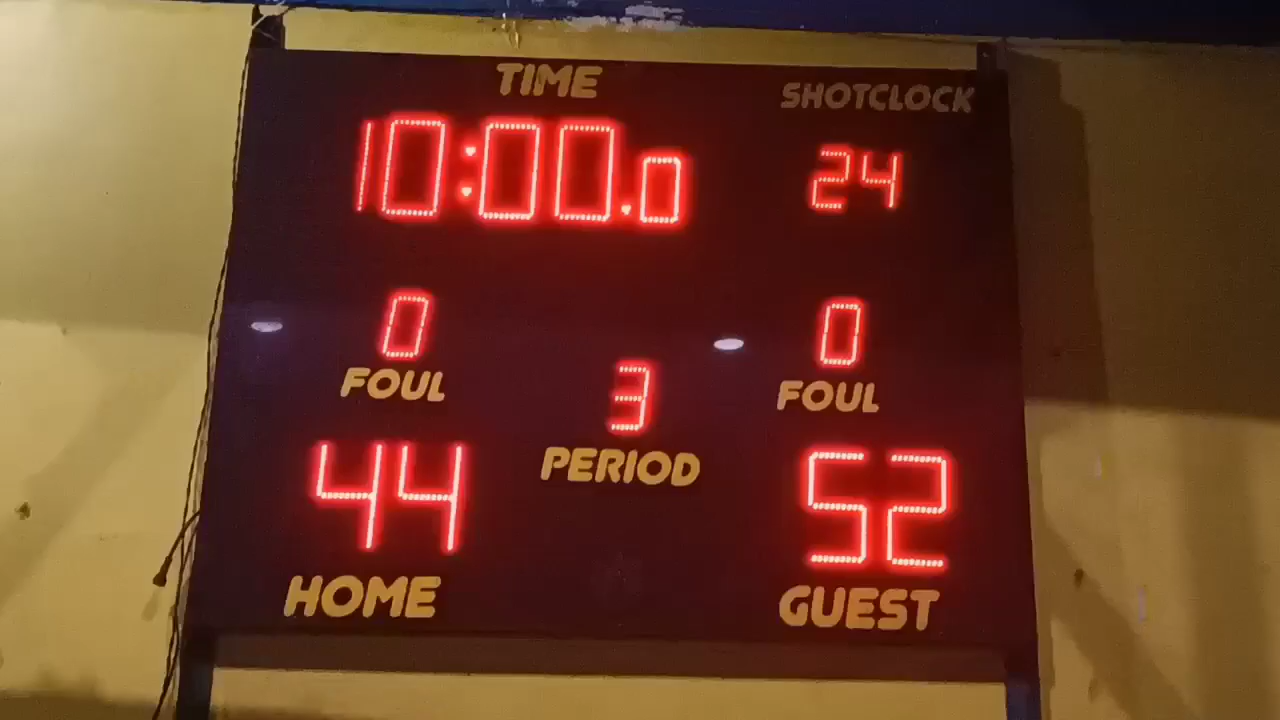 TIME SHOTCLOCK
10:00.0 24
0 0
FOUL 3 FOUL
PERIOD
44 52
HOME GUEST